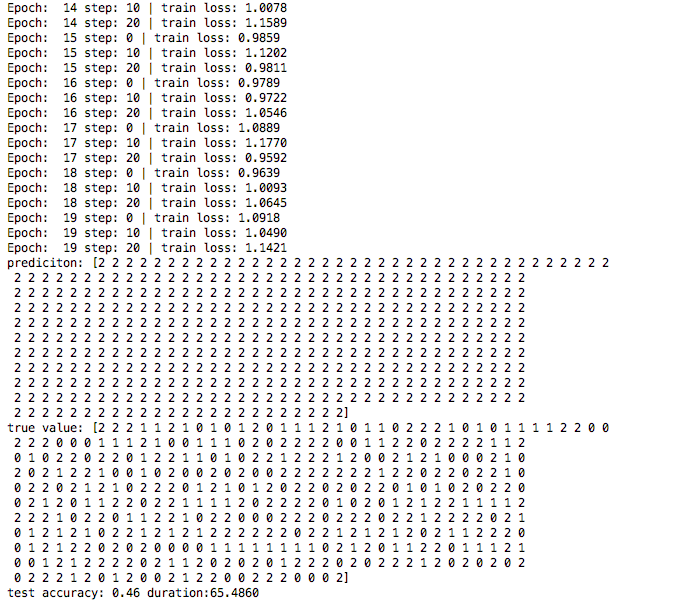 Epoch:  14 step: 10 | train loss: 1.0078
Epoch:  14 step: 20 | train loss: 1.1589
Epoch:  15 step: 0 | train loss: 0.9859
Epoch:  15 step: 10 | train loss: 1.1202
Epoch:  15 step: 20 | train loss: 0.9811
Epoch:  16 step: 0 | train loss: 0.9789
Epoch:  16 step: 10 | train loss: 0.9722
Epoch:  16 step: 20 | train loss: 1.0546
Epoch:  17 step: 0 | train loss: 1.0889
Epoch:  17 step: 10 | train loss: 1.1770
Epoch:  17 step: 20 | train loss: 0.9592
Epoch:  18 step: 0 | train loss: 0.9639
Epoch:  18 step: 10 | train loss: 1.0093
Epoch:  18 step: 20 | train loss: 1.0645
Epoch:  19 step: 0 | train loss: 1.0918
Epoch:  19 step: 10 | train loss: 1.0490
Epoch:  19 step: 20 | train loss: 1.1421
prediciton: [2 2 2 2 2 2 2 2 2 2 2 2 2 2 2 2 2 2 2 2 2 2 2 2 2 2 2 2 2 2 2 2 2 2 2 2 2
2 2 2 2 2 2 2 2 2 2 2 2 2 2 2 2 2 2 2 2 2 2 2 2 2 2 2 2 2 2 2 2 2 2 2 2 2
2 2 2 2 2 2 2 2 2 2 2 2 2 2 2 2 2 2 2 2 2 2 2 2 2 2 2 2 2 2 2 2 2 2 2 2 2
2 2 2 2 2 2 2 2 2 2 2 2 2 2 2 2 2 2 2 2 2 2 2 2 2 2 2 2 2 2 2 2 2 2 2 2 2
2 2 2 2 2 2 2 2 2 2 2 2 2 2 2 2 2 2 2 2 2 2 2 2 2 2 2 2 2 2 2 2 2 2 2 2 2
2 2 2 2 2 2 2 2 2 2 2 2 2 2 2 2 2 2 2 2 2 2 2 2 2 2 2 2 2 2 2 2 2 2 2 2 2
2 2 2 2 2 2 2 2 2 2 2 2 2 2 2 2 2 2 2 2 2 2 2 2 2 2 2 2 2 2 2 2 2 2 2 2 2
2 2 2 2 2 2 2 2 2 2 2 2 2 2 2 2 2 2 2 2 2 2 2 2 2 2 2 2 2 2 2 2 2 2 2 2 2
2 2 2 2 2 2 2 2 2 2 2 2 2 2 2 2 2 2 2 2 2 2 2 2 2 2 2 2 2 2 2 2 2 2 2 2 2
2 2 2 2 2 2 2 2 2 2 2 2 2 2 2 2 2 2 2 2 2 2 2 2 2 2 2 2 2 2 2 2 2 2 2 2 2
2 2 2 2 2 2 2 2 2 2 2 2 2 2 2 2 2 2 2 2 2 2 2 2]
true value: [2 2 2 1 1 2 1 0 1 0 1 2 0 1 1 1 2 1 0 1 1 0 2 2 2 1 0 1 0 1 1 1 1 2 2 0 0
2 2 2 0 0 0 1 1 1 2 1 0 0 1 1 1 0 2 0 2 2 2 2 0 0 1 1 2 2 0 2 2 2 2 1 1 2
0 1 0 2 2 0 2 2 0 1 2 2 1 1 0 1 0 2 2 1 2 2 2 1 2 0 0 2 1 2 1 0 0 0 2 1 0
2 0 2 1 2 2 1 0 0 1 0 2 0 0 2 0 2 0 0 2 2 2 2 2 2 2 1 2 2 0 2 2 0 2 2 1 0
0 2 2 0 2 1 2 1 0 2 2 2 0 1 2 1 0 1 2 0 2 2 0 2 0 2 2 0 1 0 1 0 2 0 2 2 0
0 2 1 2 0 1 1 2 2 0 2 2 1 1 1 1 2 0 2 2 2 2 0 1 0 2 0 1 2 1 2 2 1 1 1 1 2
2 2 2 1 0 2 2 0 1 1 2 2 1 0 2 2 0 0 0 2 2 2 0 2 2 2 0 2 2 1 2 2 2 2 0 2 1
0 1 2 1 2 1 0 2 2 1 2 1 2 1 2 2 2 2 2 2 0 2 2 1 2 1 2 1 2 0 2 1 1 2 2 2 0
0 1 2 1 2 2 0 2 0 2 0 0 0 0 1 1 1 1 1 1 1 1 0 2 1 2 0 1 1 2 2 0 1 1 1 2 1
0 0 1 2 1 2 2 2 2 0 2 1 1 2 0 2 0 2 0 1 2 2 2 0 2 0 2 2 2 1 2 0 2 0 2 0 2
0 2 2 2 1 2 0 1 2 0 0 2 1 2 2 0 0 2 2 2 0 0 0 2]
test accuracy: 0.46 duration:65.4860